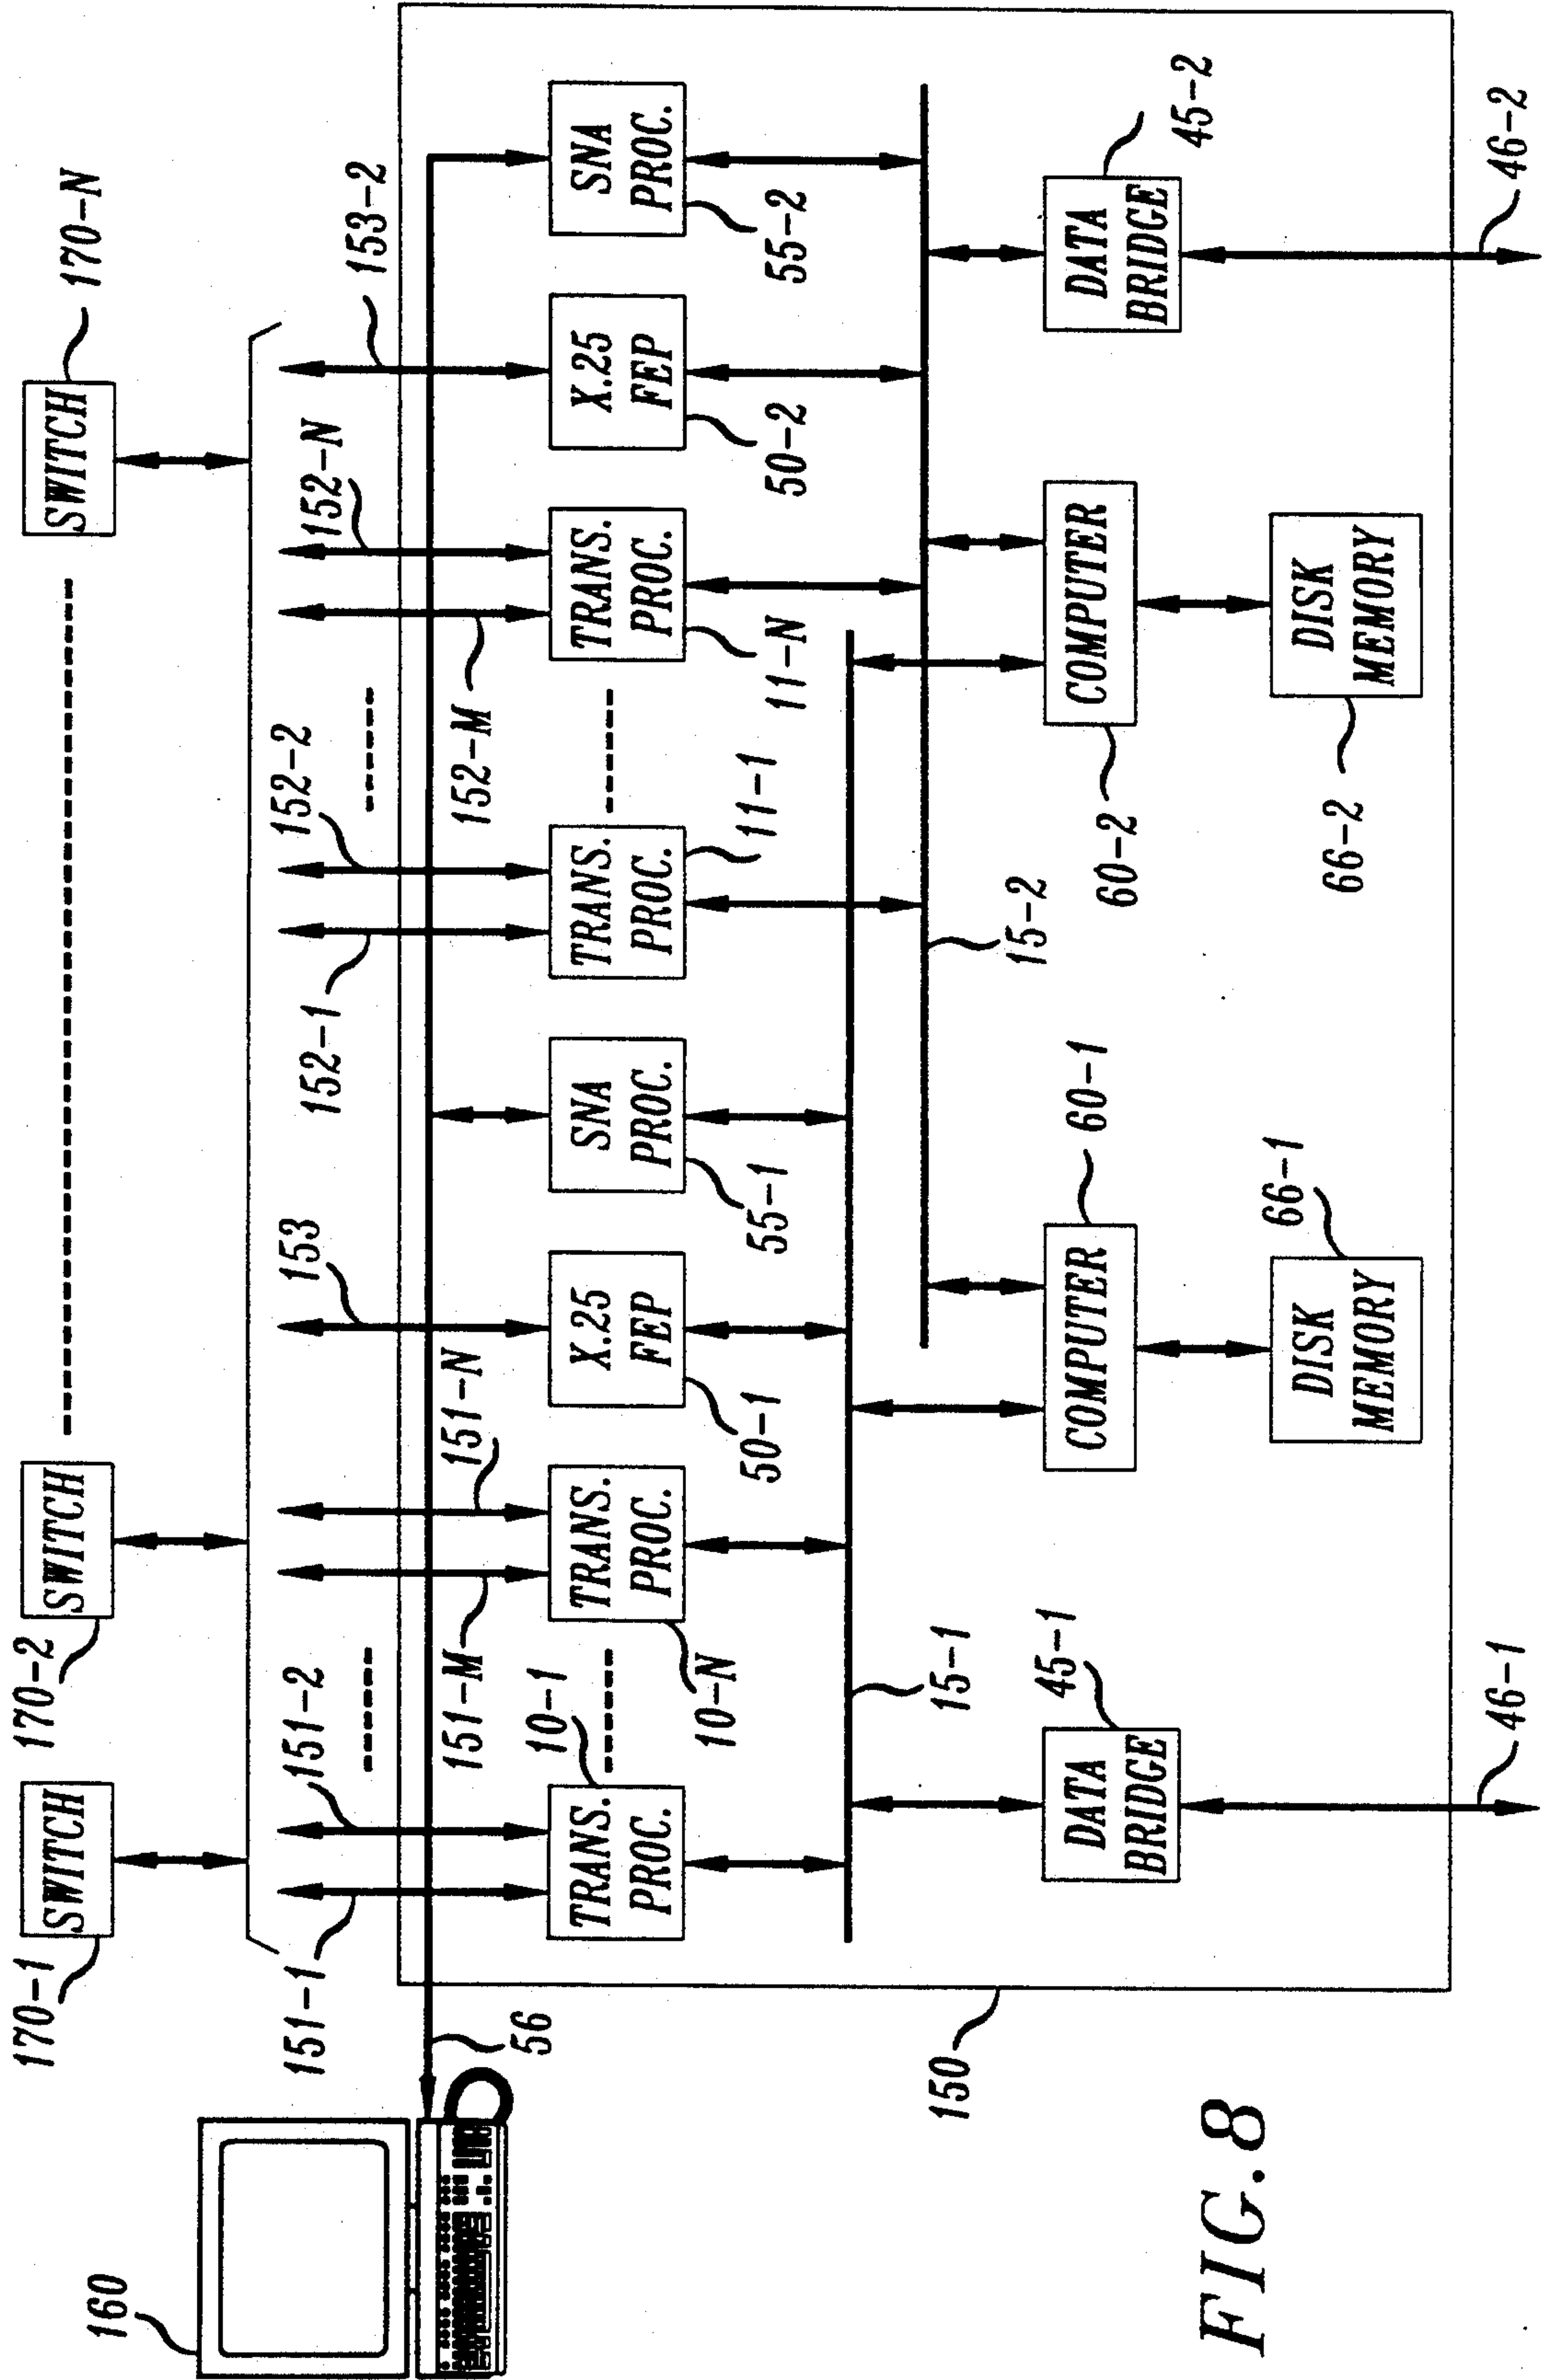 170-1
170-2
170-N
SWITCH
SWITCH
SWITCH
160
151-1
151-2
151-M
151-N
153
152-1
152-2
152-M
152-N
153-2
56
10-1
TRANS.
PROC.
TRANS.
PROC.
10-N
X.25
FEP
50-1
SNA
PROC.
55-1
TRANS.
PROC.
11-1
TRANS.
PROC.
11-N
X.25
FEP
50-2
SNA
PROC.
55-2
15-1
15-2
150
DATA
BRIDGE
45-1
COMPUTER
60-1
COMPUTER
60-2
DATA
BRIDGE
45-2
DISK
MEMORY
66-1
DISK
MEMORY
66-2
46-1
46-2
FIG.8